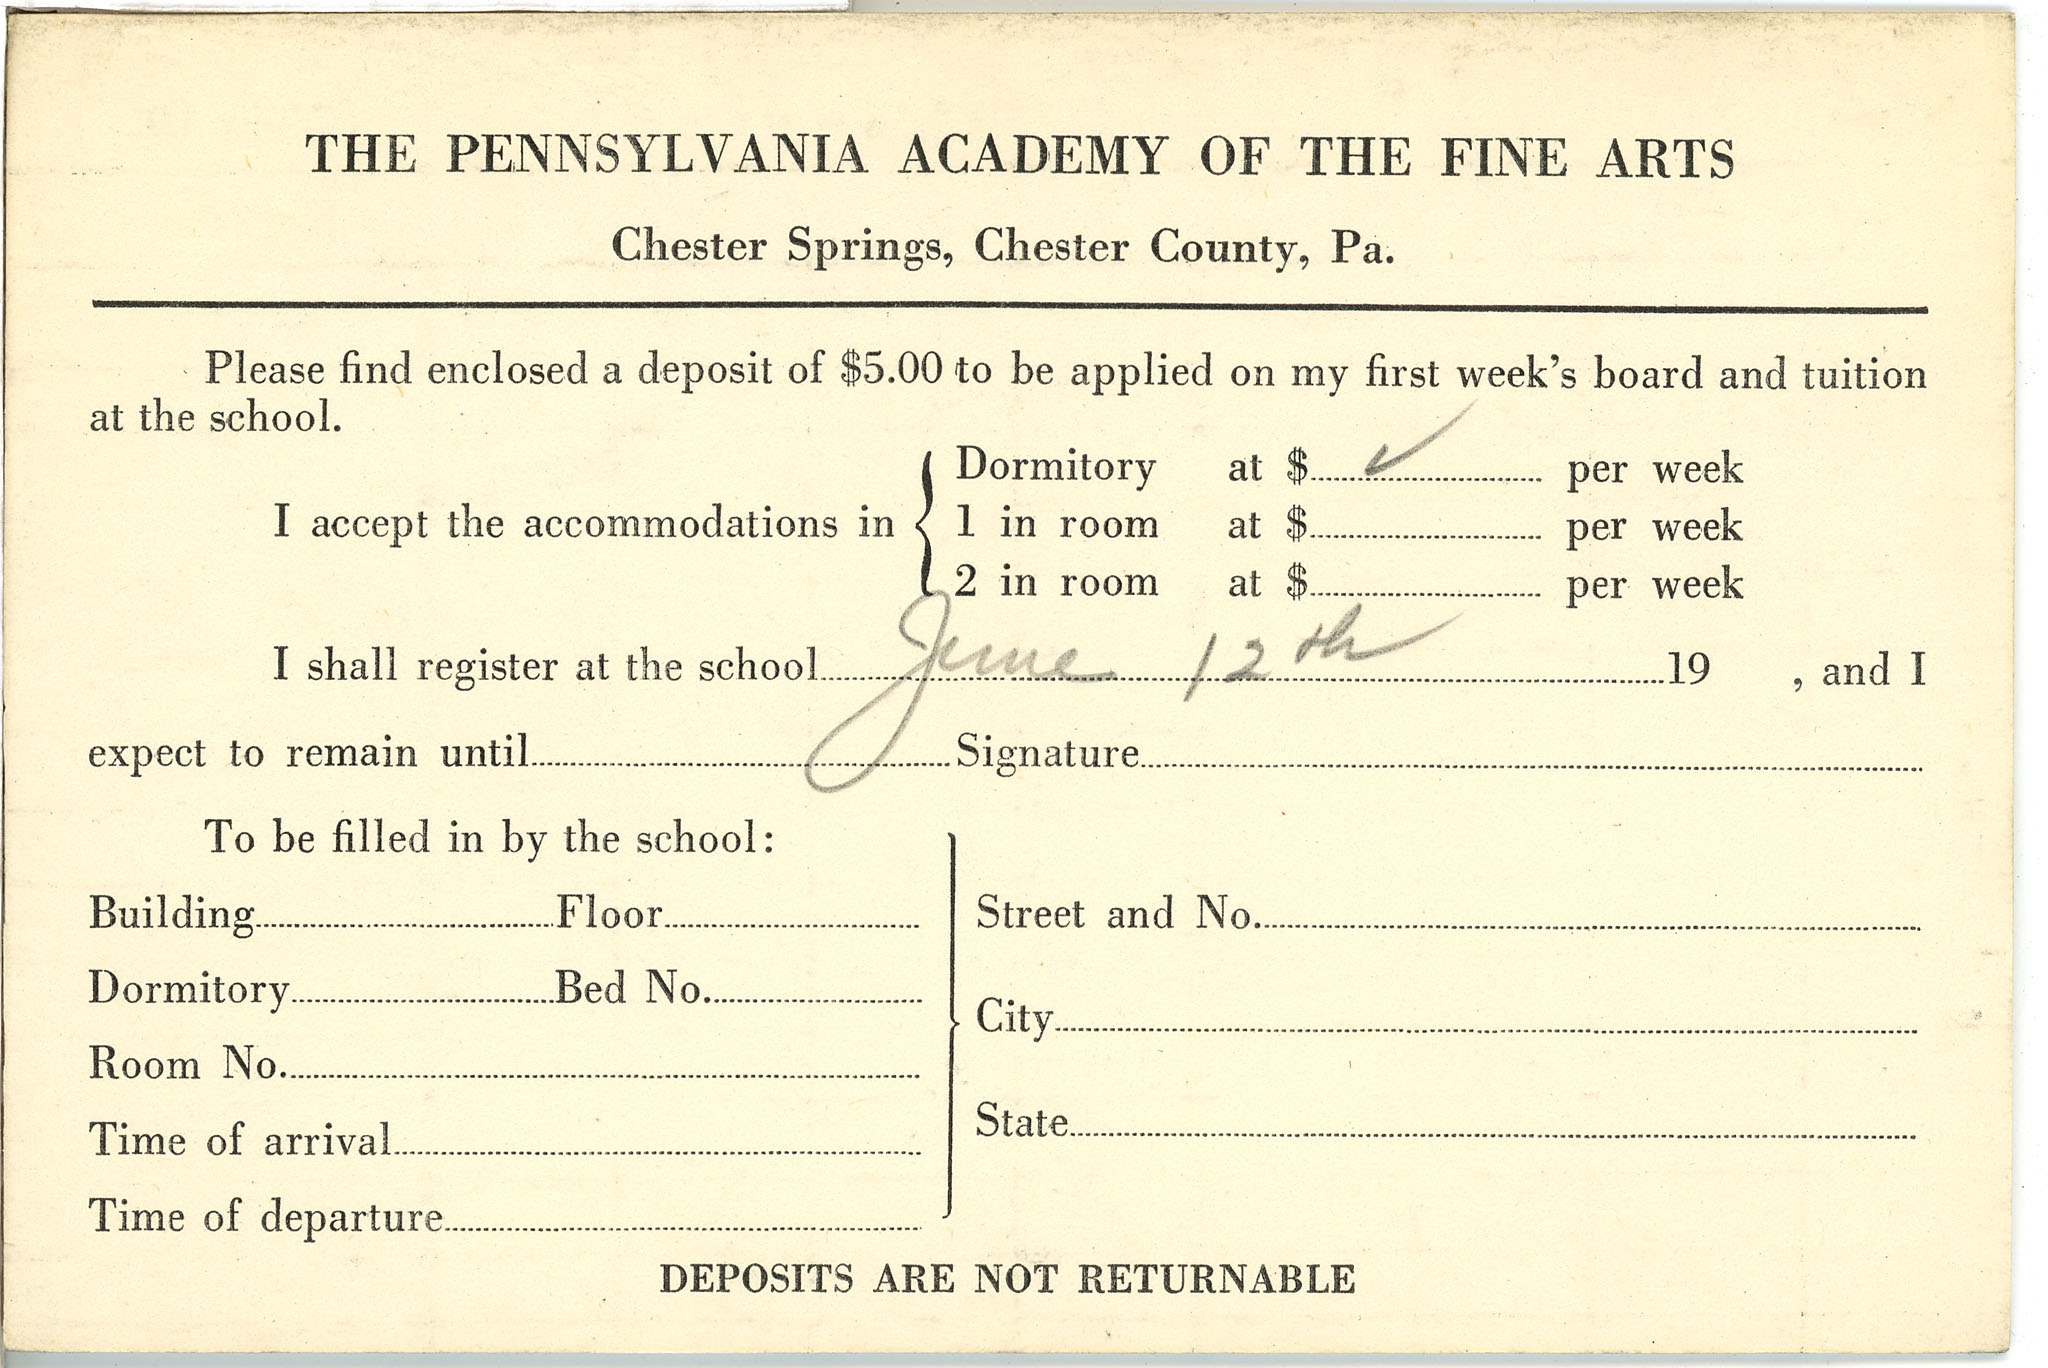 THE PENNSYLVANIA ACADEMY OF THE FINE ARTS
Chester Springs, Chester County, Pa.
Please find enclosed a deposit of $5.00 to be applied on my first week's board and tuition
at the school.
Dormitory at $ ✓ per week
I accept the accommodations in { 1 in room at $ per week
2 in room at $ per week
I shall register at the school June 12th 19 , and I
expect to remain until Signature
To be filled in by the school:
Building Floor Street and No.
Dormitory Bed No.
City
Room No.
State
Time of arrival
Time of departure
DEPOSITS ARE NOT RETURNABLE